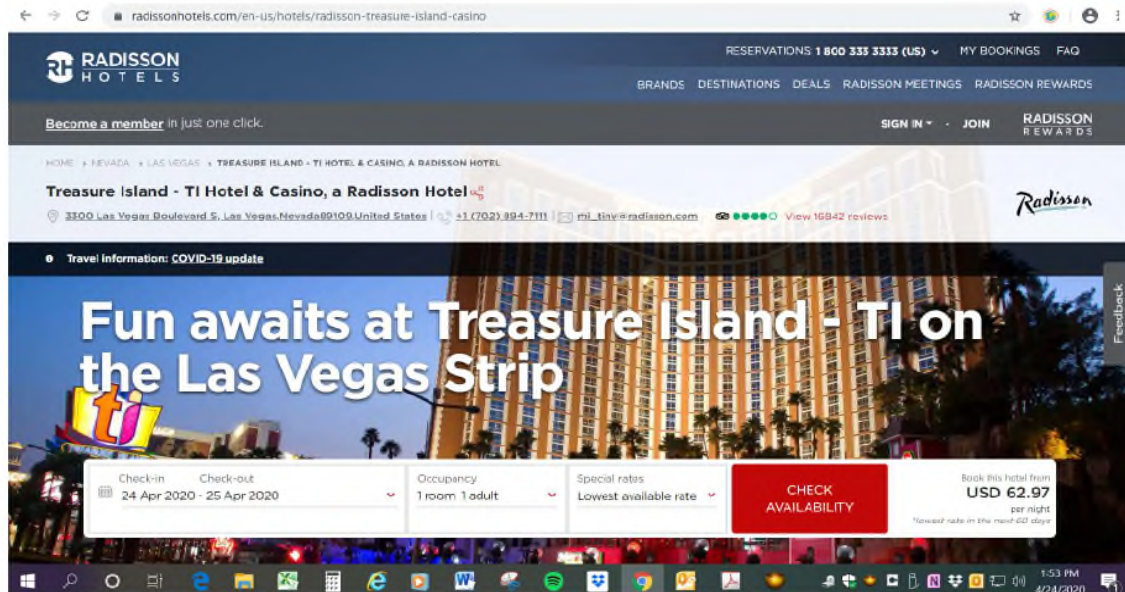 radissonhotels.com/en-us/hotels/radisson-treasure-island-casino
RADISSON
HOTELS
RESERVATIONS 1 800 333 3333 (US)
MY BOOKINGS
FAQ
BRANDS
DESTINATIONS
DEALS
RADISSON MEETINGS
RADISSON REWARDS
Become a member in just one click.
SIGN IN
JOIN
RADISSON
REWARDS
HOME
NEVADA
LAS VEGAS
TREASURE ISLAND - TI HOTEL & CASINO, A RADISSON HOTEL
Treasure Island - TI Hotel & Casino, a Radisson Hotel
3300 Las Vegas Boulevard S, Las Vegas,Nevada89109,United States
+1 (702) 894-7111
View 16842 reviews
Radisson
Travel information: COVID-19 update
Feedback
Fun awaits at Treasure Island - TI on
the Las Vegas Strip
ti
Check-in
Check-out
24 Apr 2020 - 25 Apr 2020
Occupancy
1 room 1 adult
Special rates
Lowest available rate
CHECK
AVAILABILITY
Book this hotel from
USD 62.97
per night
*lowest rate in the next 60 days
1:53 PM
4/24/2020